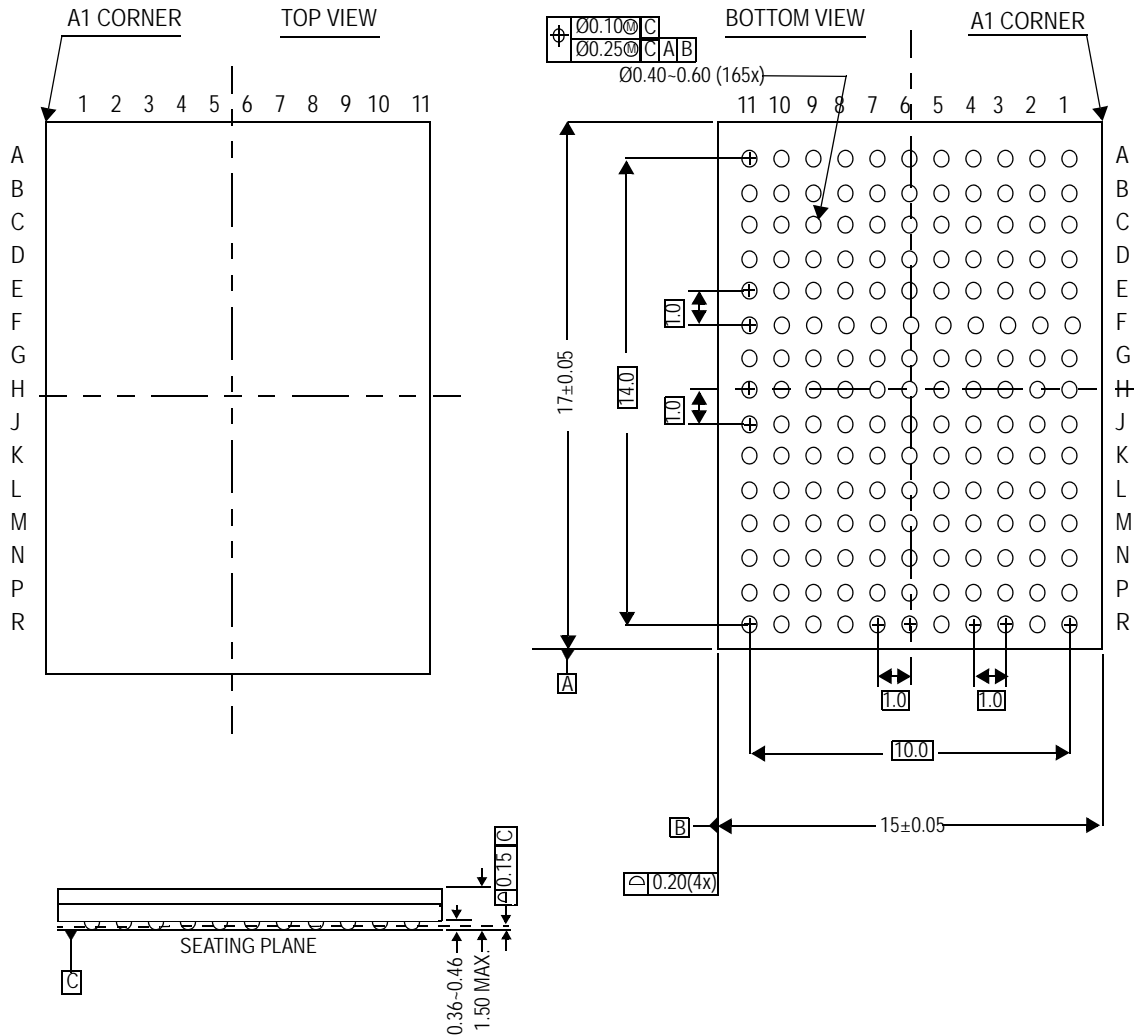 A1 CORNER
TOP VIEW
BOTTOM VIEW
A1 CORNER
Ø0.10Ⓜ C
Ø0.25Ⓜ C A B
Ø0.40~0.60 (165x)
1 2 3 4 5 6 7 8 9 10 11
11 10 9 8 7 6 5 4 3 2 1
A
B
C
D
E
F
G
H
J
K
L
M
N
P
R
A
B
C
D
E
F
G
H
J
K
L
M
N
P
R
17±0.05
14.0
1.0
1.0
A
1.0
1.0
10.0
B
15±0.05
0.20(4x)
0.15 C
SEATING PLANE
C
0.36~0.46
1.50 MAX.